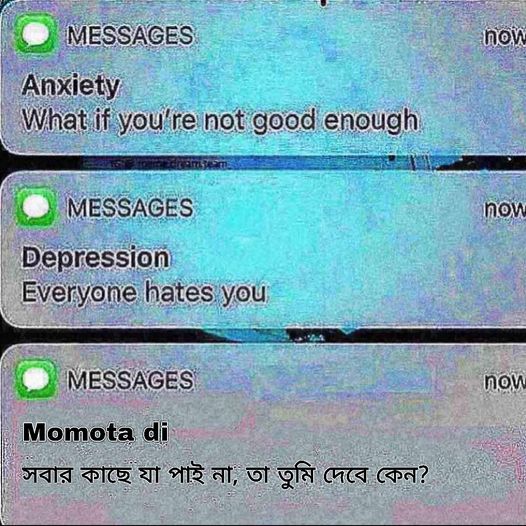 MESSAGES now
Anxiety
What if you're not good enough
MESSAGES now
Depression
Everyone hates you
MESSAGES now
Momota di
সবার কাছে যা পাই না, তা তুমি দেবে কেন?